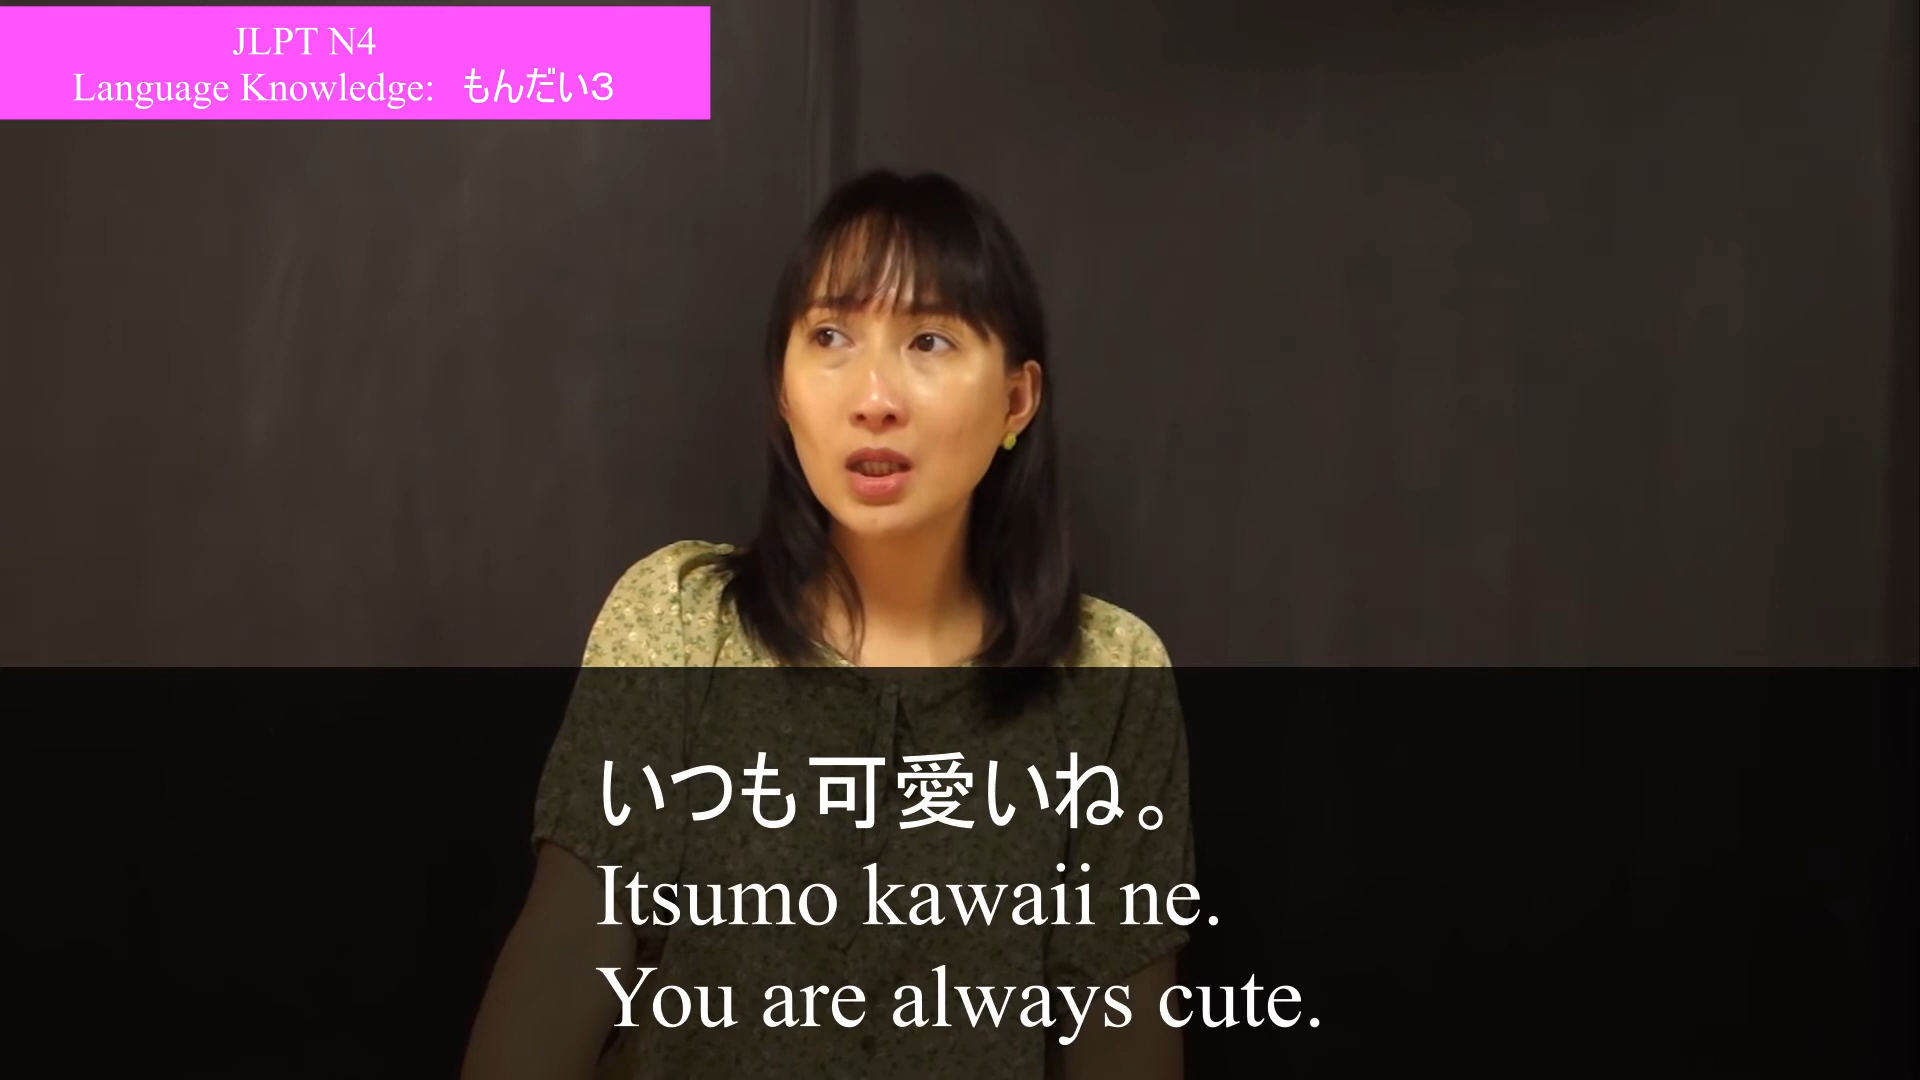 JLPT N4
Language Knowledge: もんだい3
いつも可愛いね。
Itsumo kawaii ne.
You are always cute.